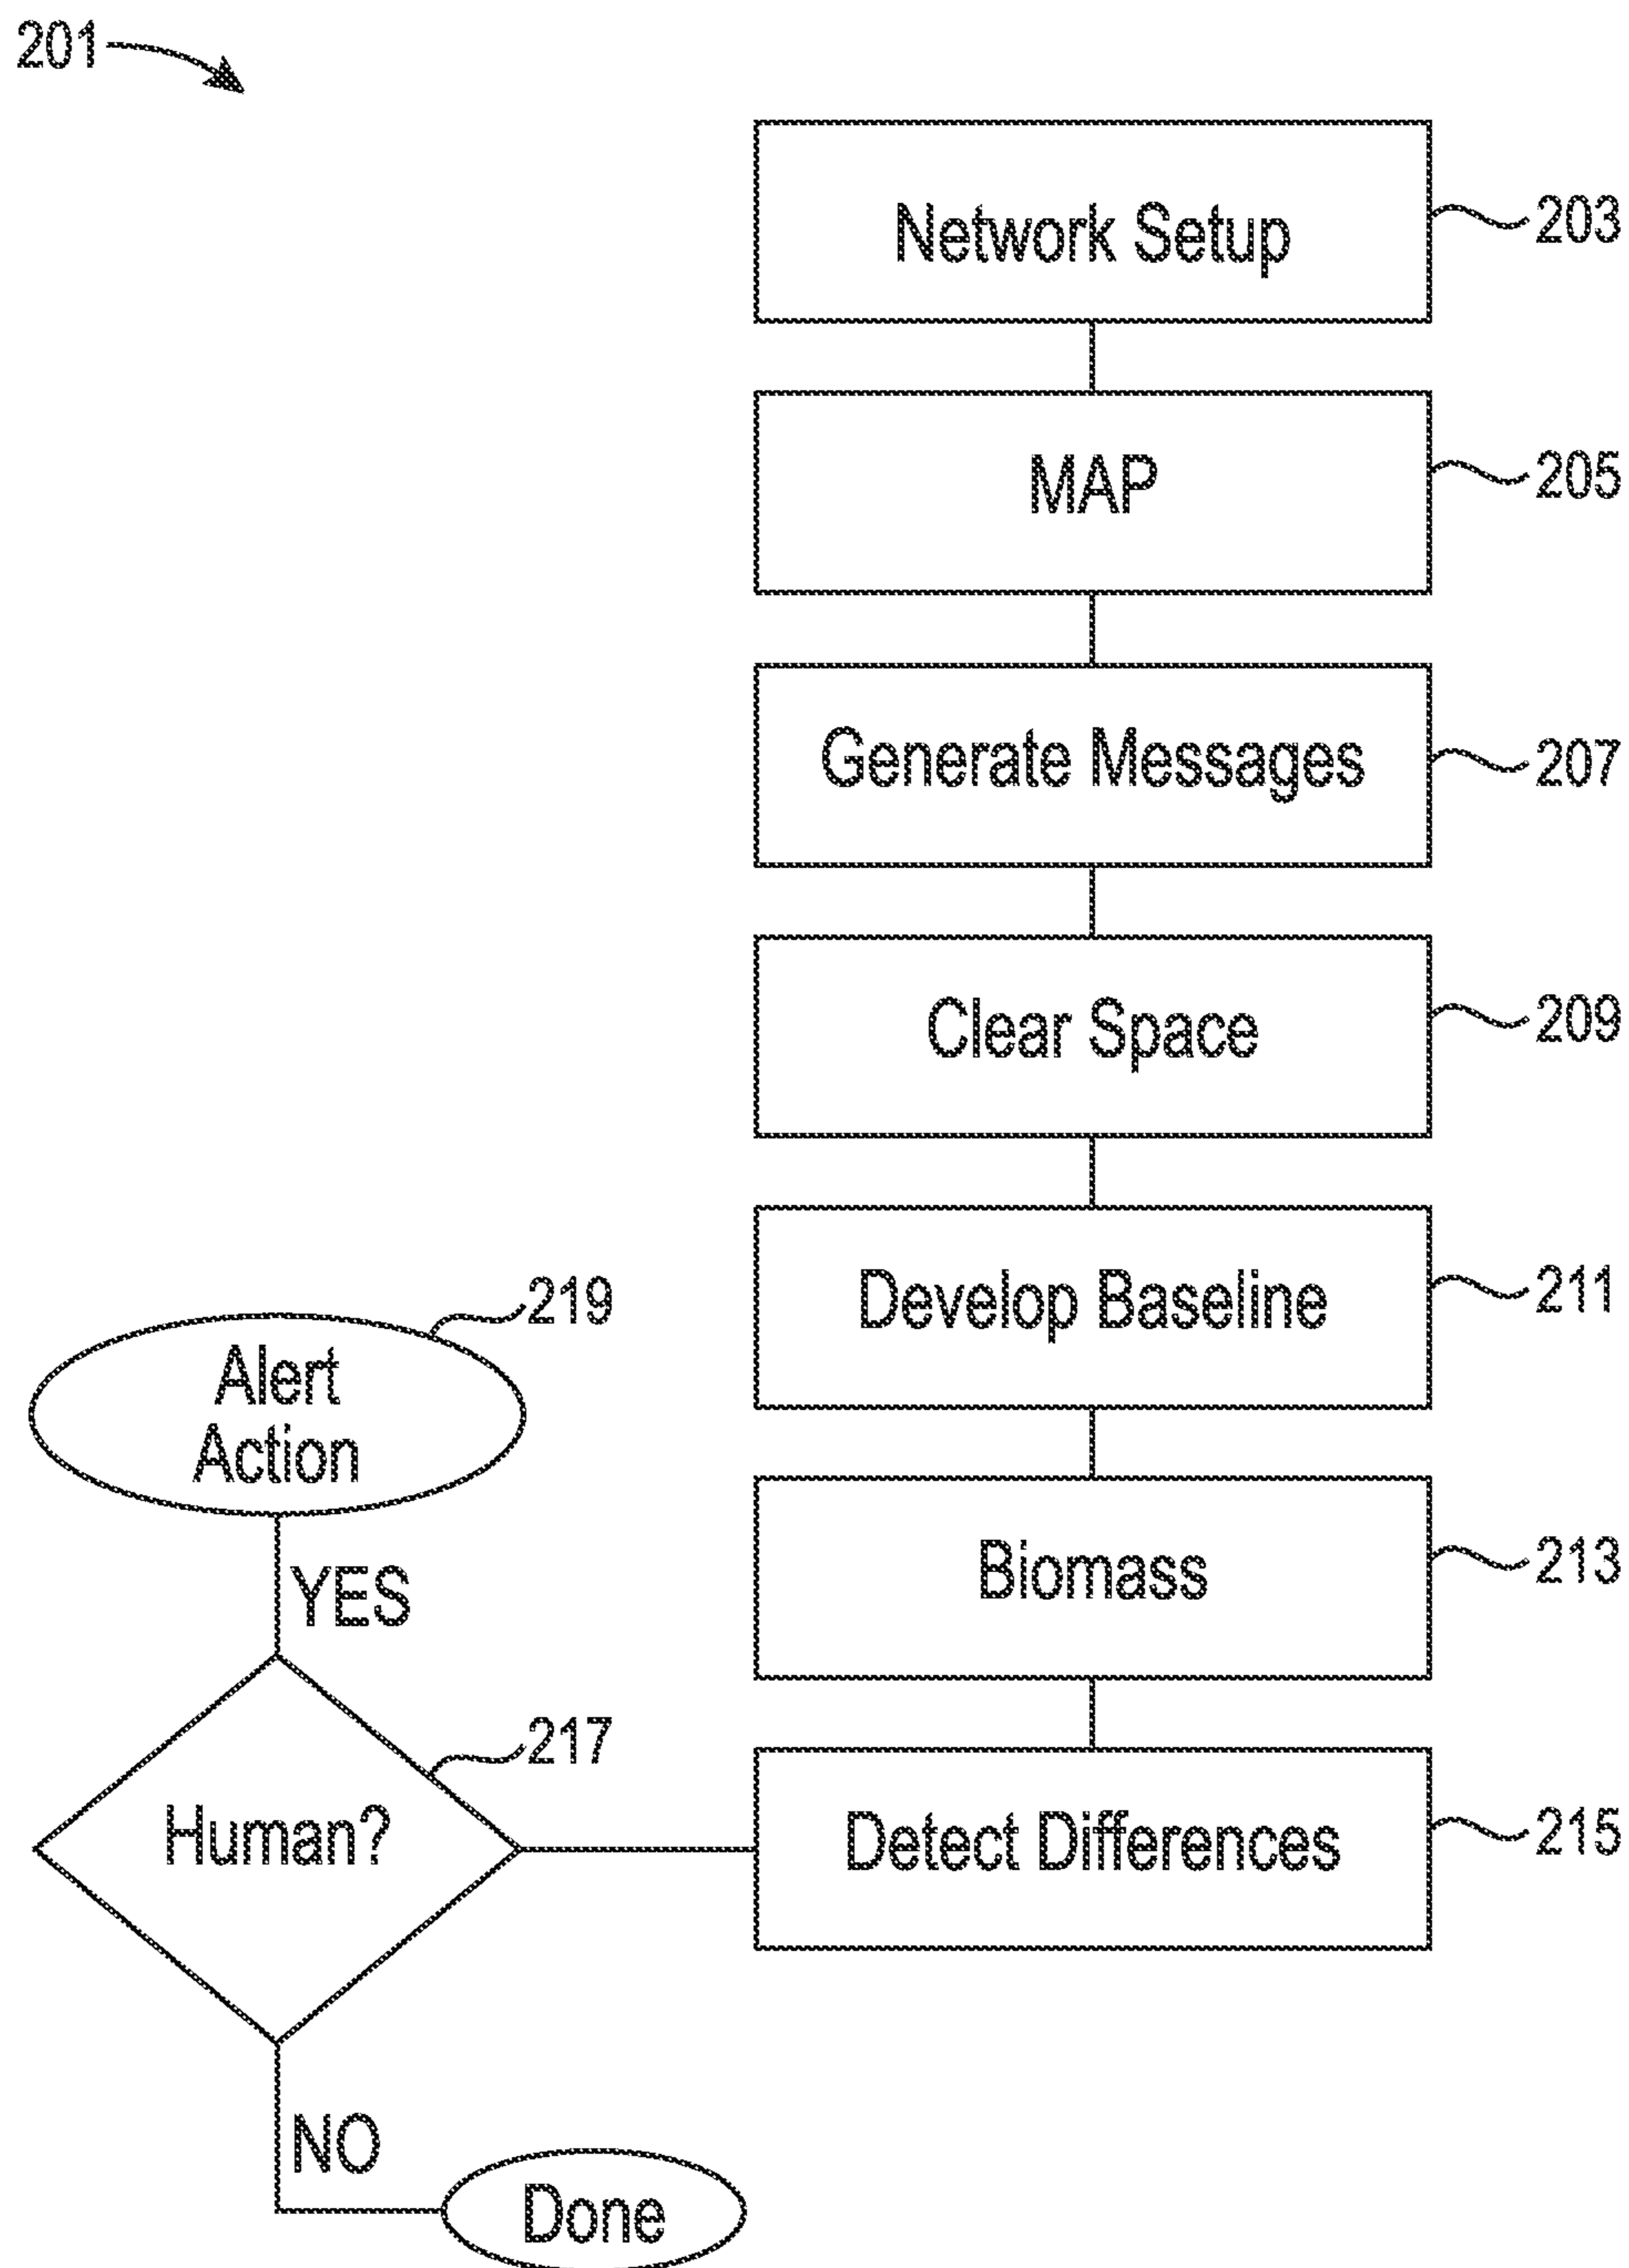 201
Network Setup
203
MAP
205
Generate Messages
207
Clear Space
209
Develop Baseline
211
Biomass
213
Detect Differences
215
Human?
217
YES
Alert
Action
219
NO
Done